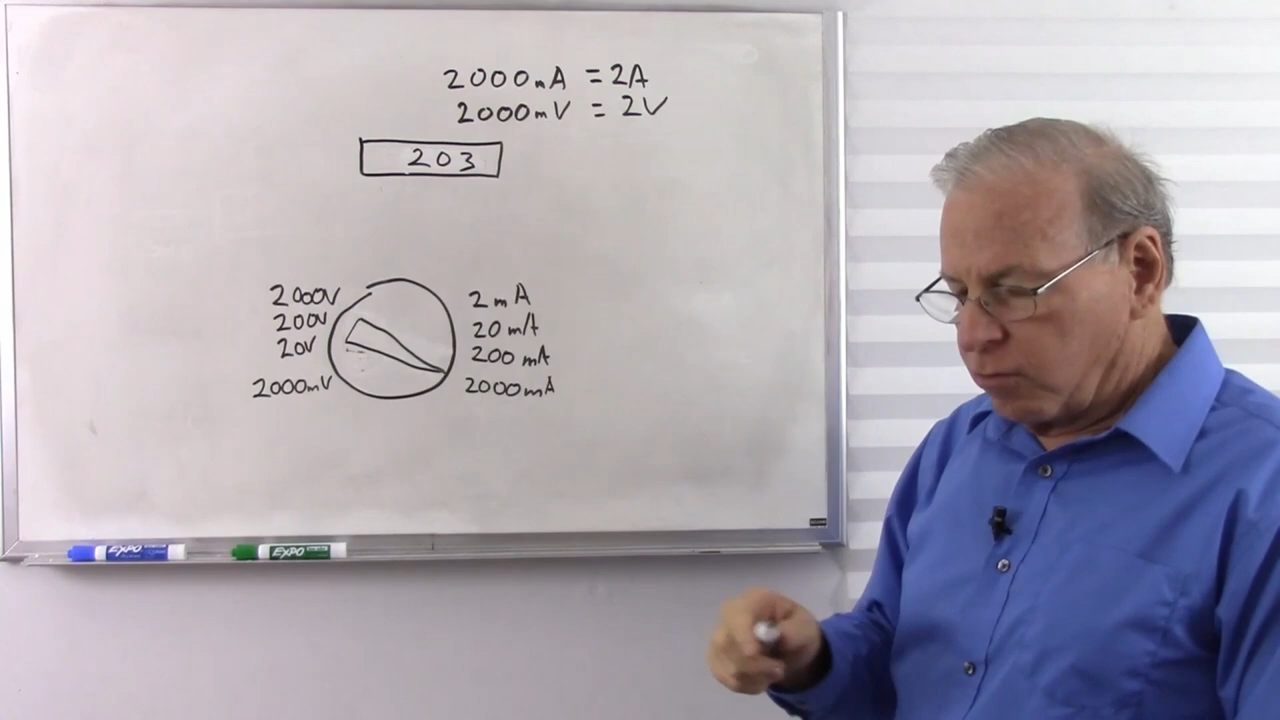 2000mA = 2A
2000mV = 2V
203
2000V
200V
20V
2000mV
2mA
20mA
200mA
2000mA
EXPO
EXPO